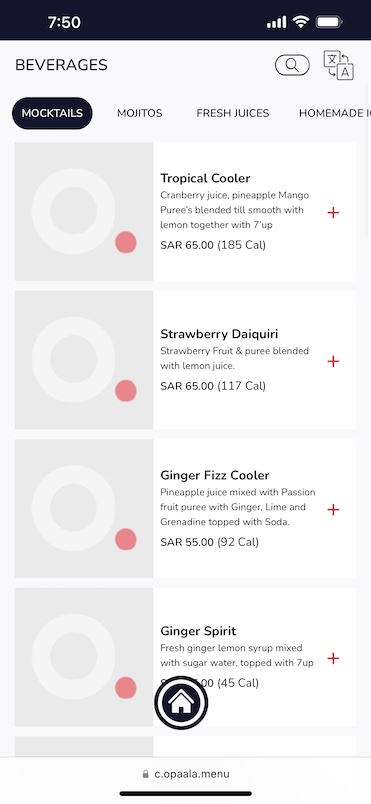 7:50
BEVERAGES
MOCKTAILS MOJITOS FRESH JUICES HOMEMADE
Tropical Cooler
Cranberry juice, pineapple Mango
Puree's blended till smooth with
lemon together with 7'up
SAR 65.00 (185 Cal)
Strawberry Daiquiri
Strawberry Fruit & puree blended
with lemon juice.
SAR 65.00 (117 Cal)
Ginger Fizz Cooler
Pineapple juice mixed with Passion
fruit puree with Ginger, Lime and
Grenadine topped with Soda.
SAR 55.00 (92 Cal)
Ginger Spirit
Fresh ginger lemon syrup mixed
with sugar water, topped with 7up
(45 Cal)
c.opaala.menu